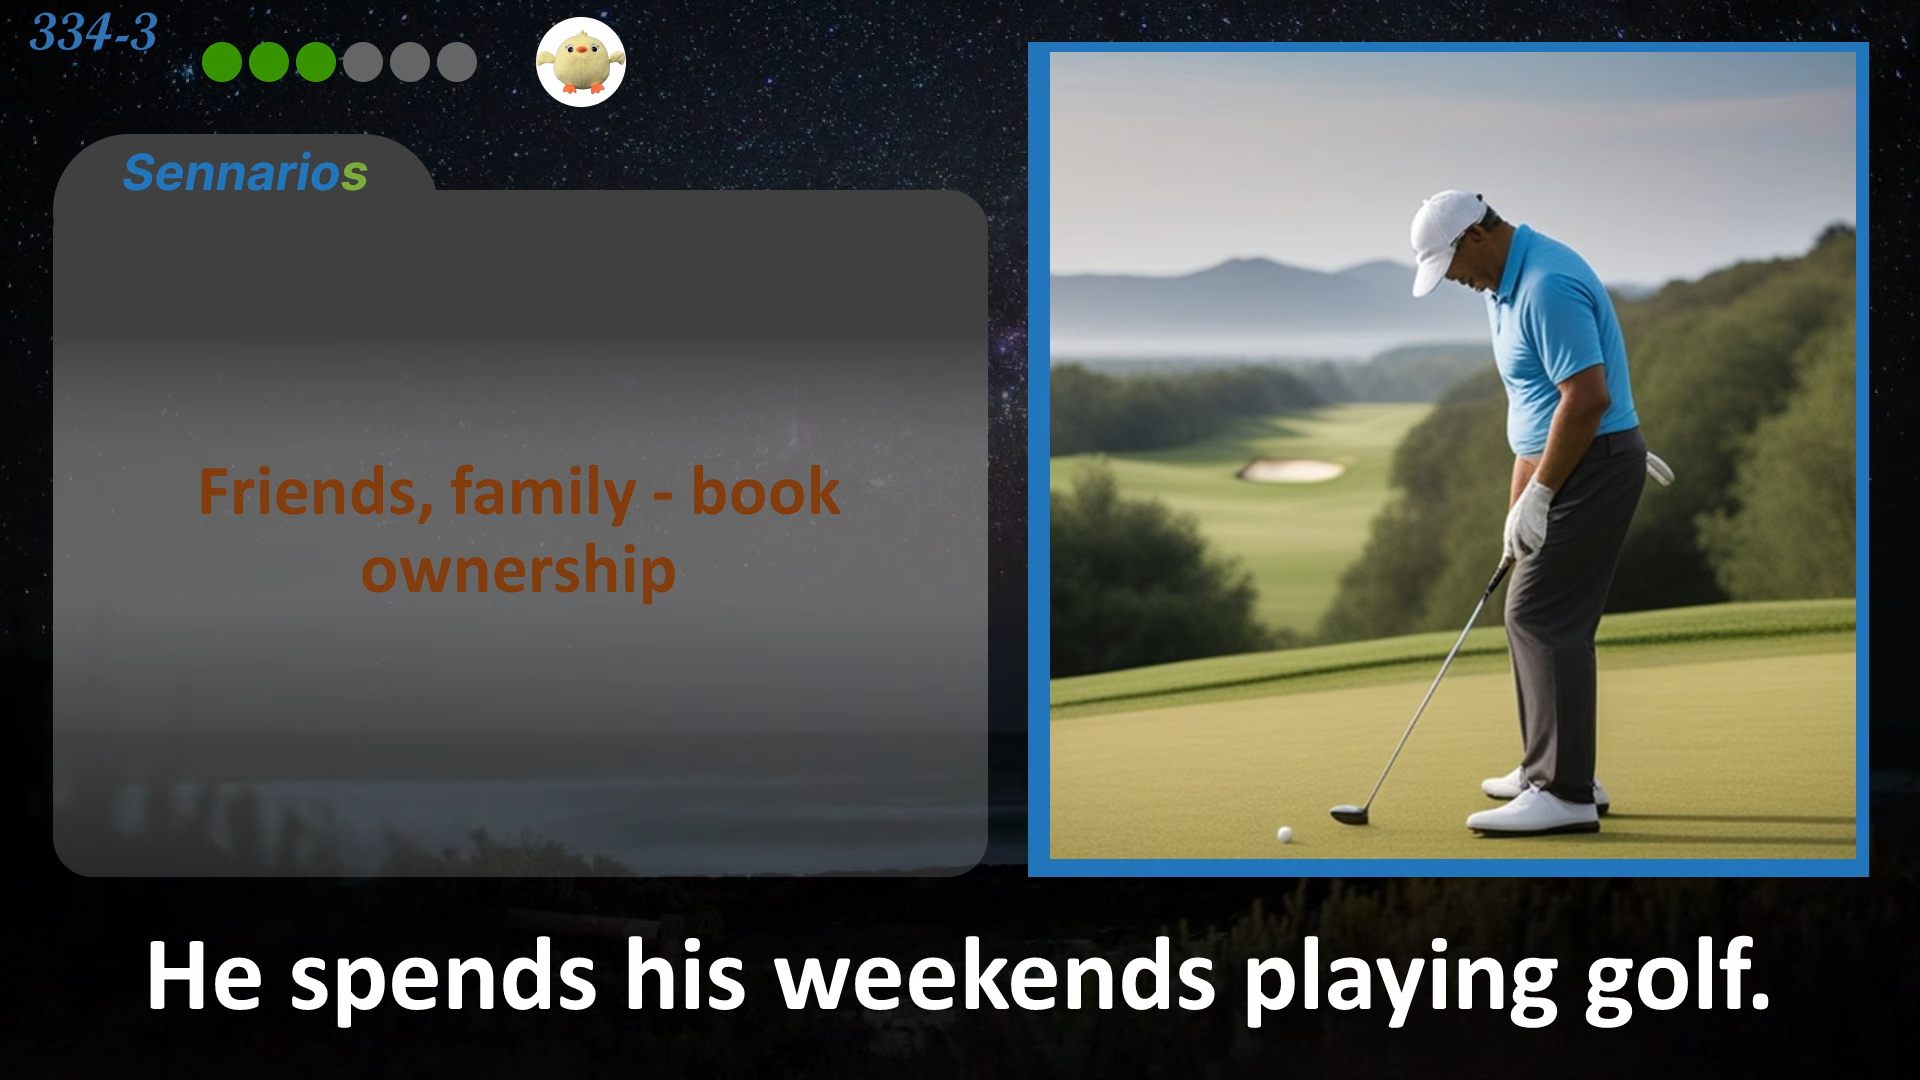 334-3
Sennarios
Friends, family - book
ownership
He spends his weekends playing golf.